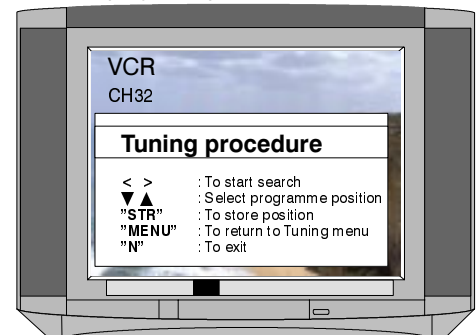 VCR
CH32
Tuning procedure
< > : To start search
▼ ▲ : Select programme position
"STR" : To store position
"MENU" : To return to Tuning menu
"N" : To exit